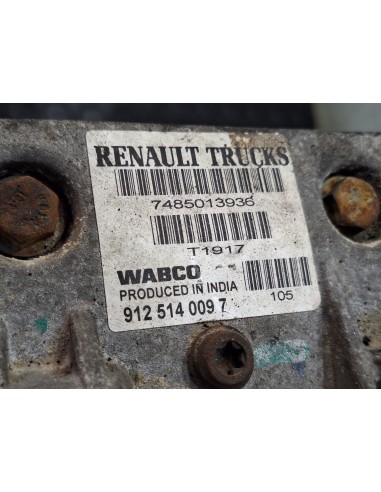 RENAULT TRUCKS
7485013936
T1917
WABCO
PRODUCED IN INDIA
105
912 514 009 7